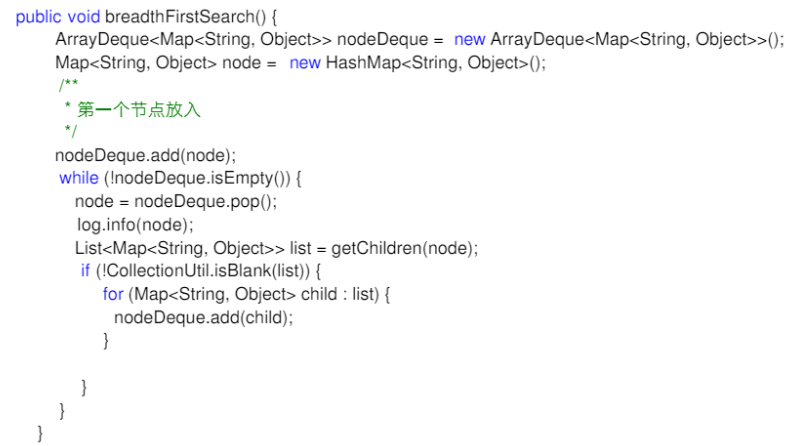 public void breadthFirstSearch() {
ArrayDeque<Map<String, Object>> nodeDeque = new ArrayDeque<Map<String, Object>>();
Map<String, Object> node = new HashMap<String, Object>();
/**
* 第一个节点放入
*/
nodeDeque.add(node);
while (!nodeDeque.isEmpty()) {
node = nodeDeque.pop();
log.info(node);
List<Map<String, Object>> list = getChildren(node);
if (!CollectionUtil.isBlank(list)) {
for (Map<String, Object> child : list) {
nodeDeque.add(child);
}
}
}
}